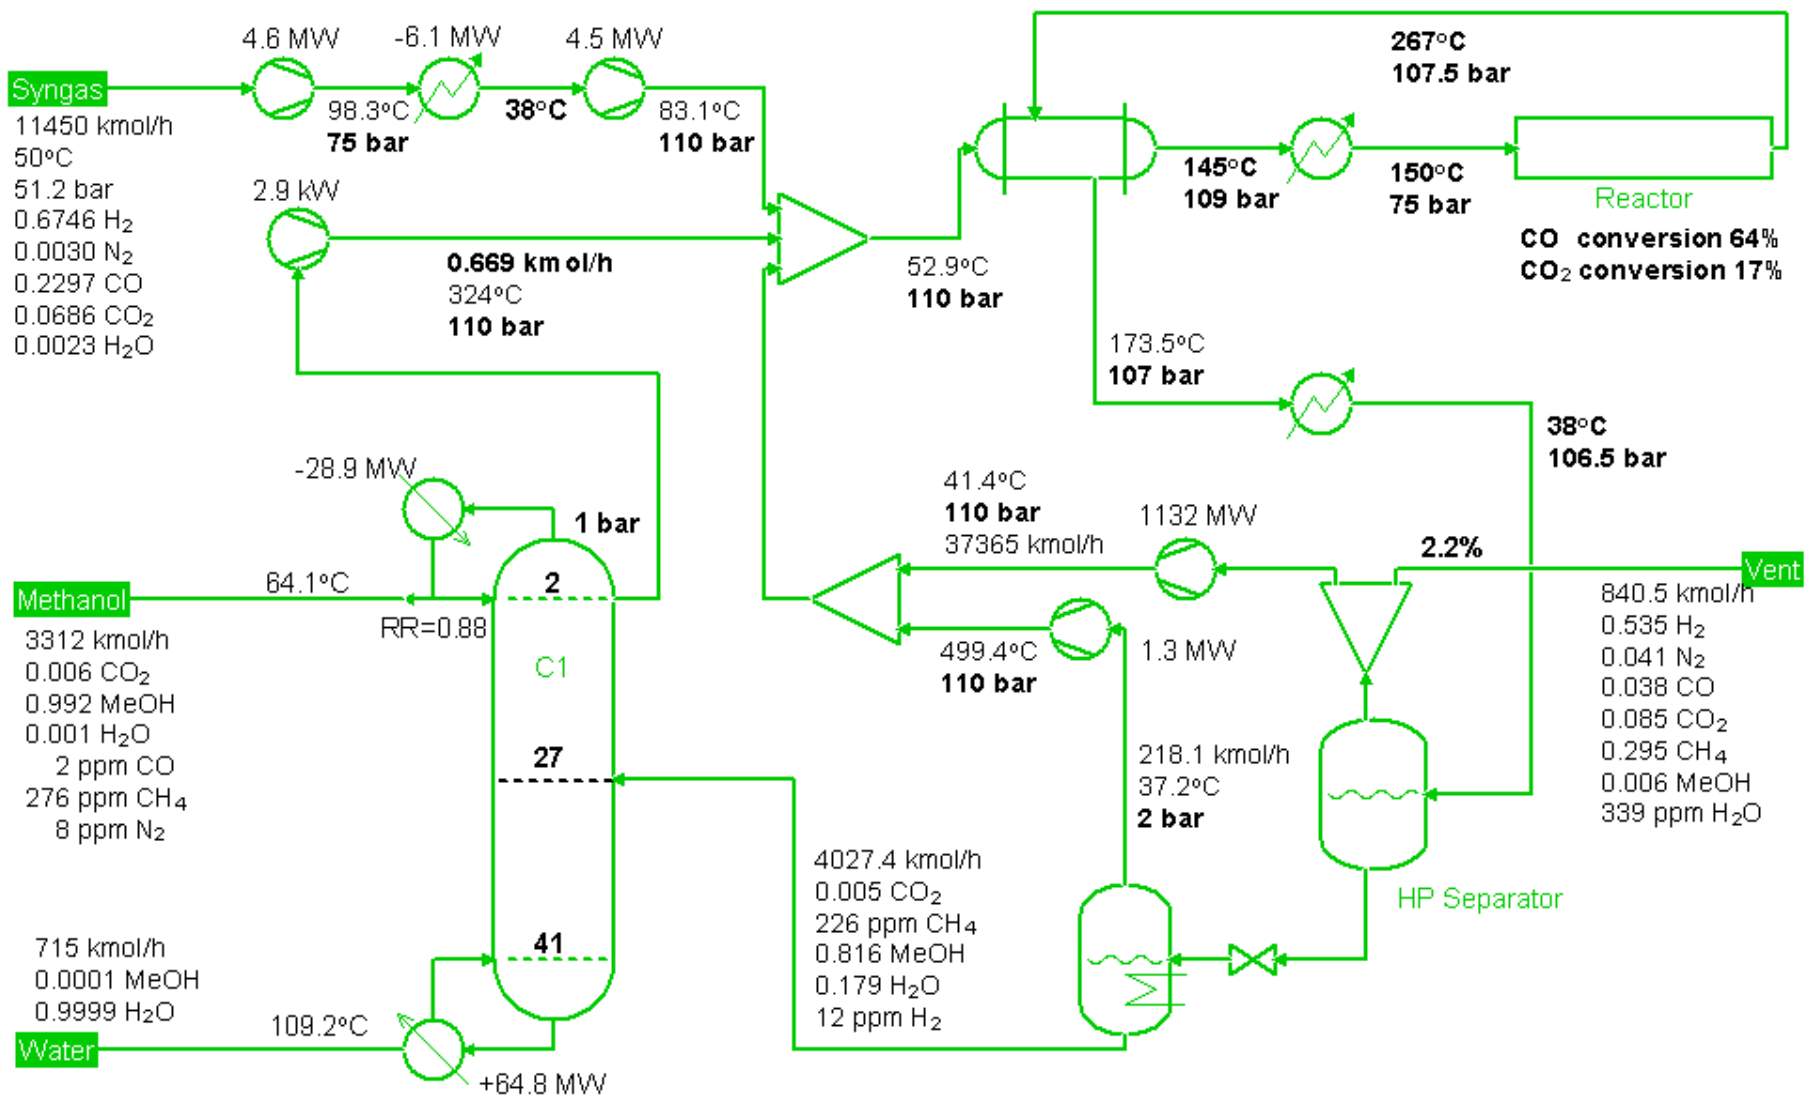 4.6 MW
-6.1 MW
4.5 MW
267°C
107.5 bar
Syngas
11450 kmol/h
50°C
51.2 bar
0.6746 H₂
0.0030 N₂
0.2297 CO
0.0686 CO₂
0.0023 H₂O
98.3°C
75 bar
38°C
83.1°C
110 bar
145°C
109 bar
150°C
75 bar
Reactor
CO conversion 64%
CO₂ conversion 17%
2.9 kW
0.669 kmol/h
324°C
110 bar
52.9°C
110 bar
173.5°C
107 bar
38°C
106.5 bar
-28.9 MW
1 bar
41.4°C
110 bar
37365 kmol/h
1132 MW
2.2%
Vent
840.5 kmol/h
0.535 H₂
0.041 N₂
0.038 CO
0.085 CO₂
0.295 CH₄
0.006 MeOH
339 ppm H₂O
Methanol
64.1°C
RR=0.88
3312 kmol/h
0.006 CO₂
0.992 MeOH
0.001 H₂O
2 ppm CO
276 ppm CH₄
8 ppm N₂
2
C1
27
41
499.4°C
110 bar
1.3 MW
218.1 kmol/h
37.2°C
2 bar
HP Separator
4027.4 kmol/h
0.005 CO₂
226 ppm CH₄
0.816 MeOH
0.179 H₂O
12 ppm H₂
715 kmol/h
0.0001 MeOH
0.9999 H₂O
109.2°C
Water
+64.8 MW